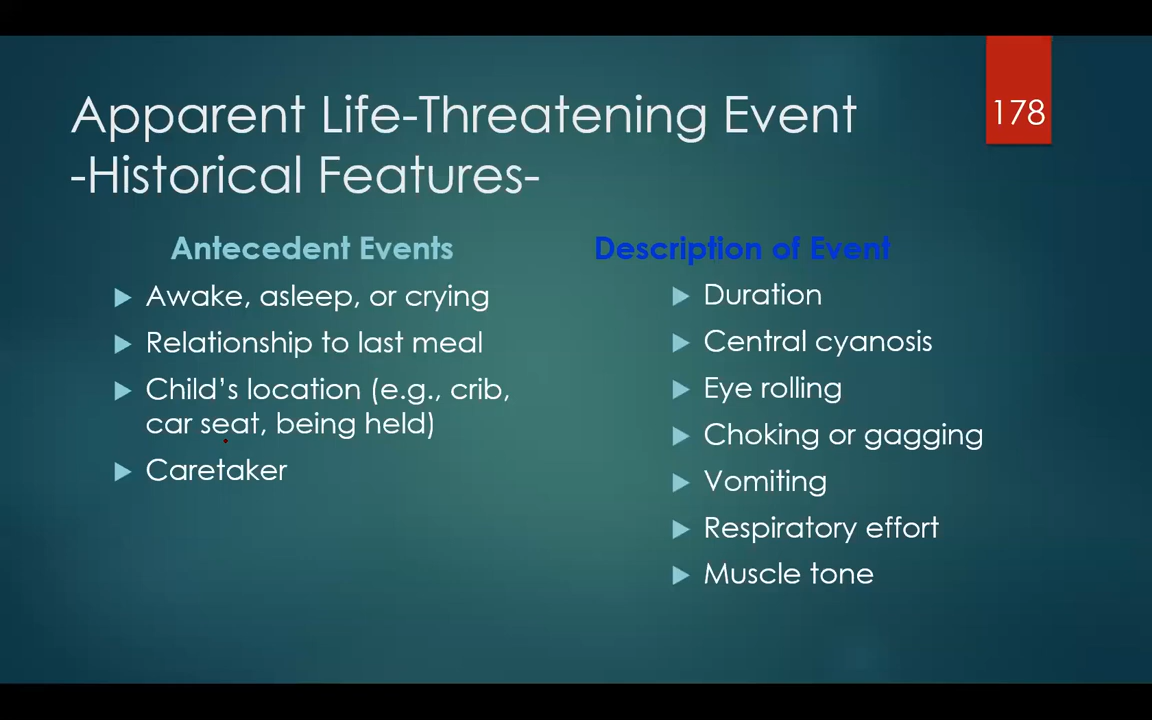 Apparent Life-Threatening Event
-Historical Features-
178
Antecedent Events
Awake, asleep, or crying
Relationship to last meal
Child's location (e.g., crib,
car seat, being held)
Caretaker
Description of Event
Duration
Central cyanosis
Eye rolling
Choking or gagging
Vomiting
Respiratory effort
Muscle tone